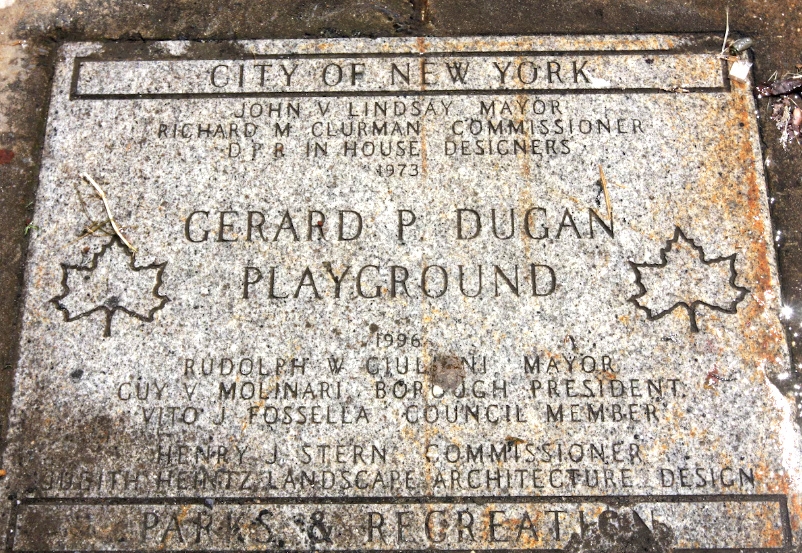 CITY OF NEW YORK
JOHN V LINDSAY MAYOR
RICHARD M CLURMAN COMMISSIONER
D P R IN HOUSE DESIGNERS
1973
GERARD P. DUGAN
PLAYGROUND
1996
RUDOLPH W GIULIANI MAYOR
GUY V MOLINARI BOROUGH PRESIDENT
VITO J FOSSELLA COUNCIL MEMBER
HENRY J STERN COMMISSIONER
JUDITH HEINTZ LANDSCAPE ARCHITECTURE DESIGN
PARKS & RECREATION